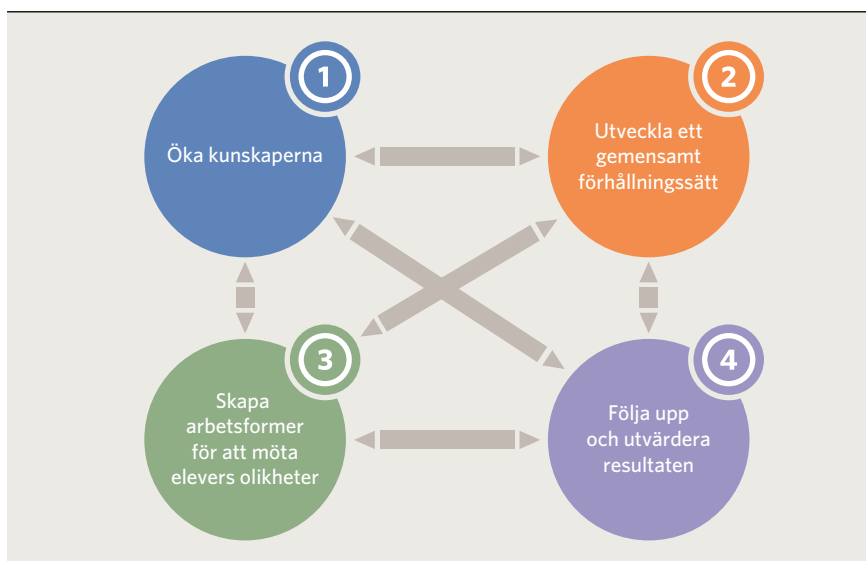 1
Öka kunskaperna
2
Utveckla ett
gemensamt
förhållningssätt
3
Skapa
arbetsformer
för att möta
elevers olikheter
4
Följa upp
och utvärdera
resultaten